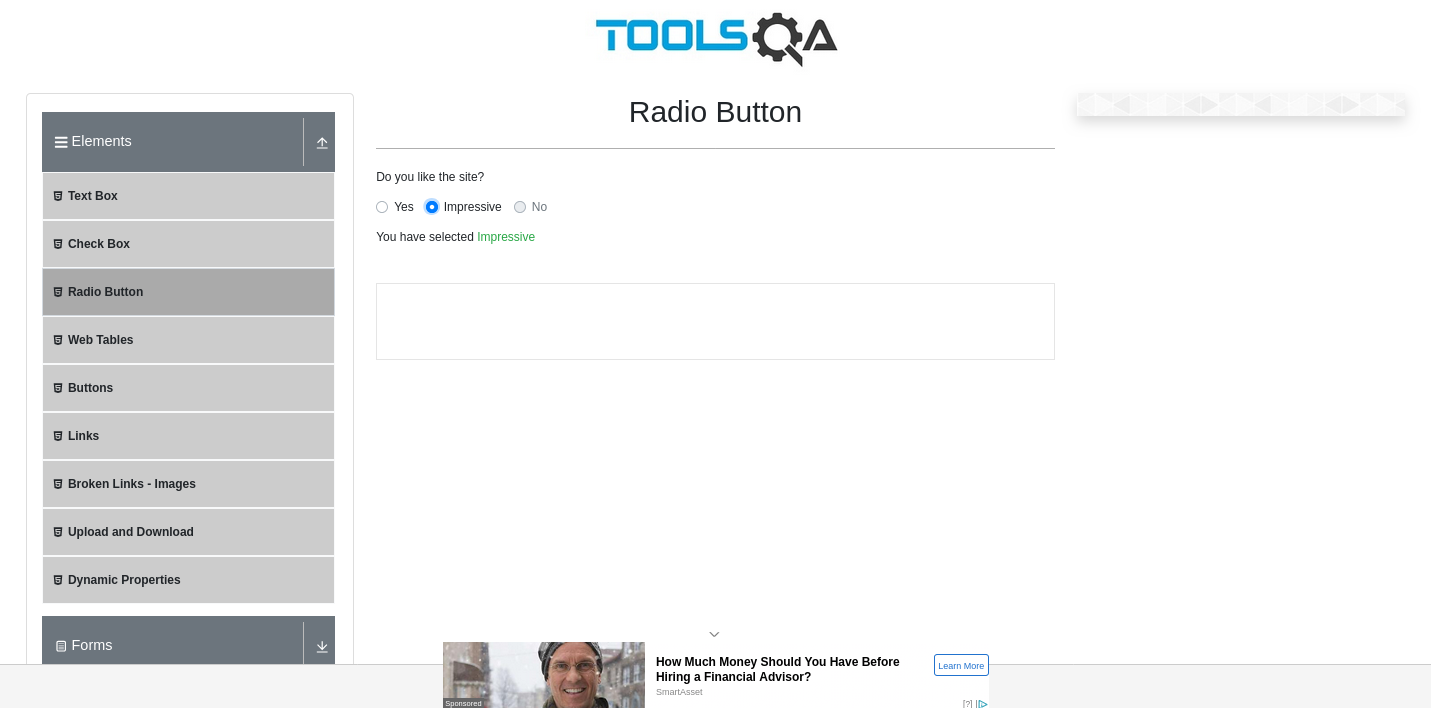 TOOLSQA
Elements
Text Box
Check Box
Radio Button
Web Tables
Buttons
Links
Broken Links - Images
Upload and Download
Dynamic Properties
Forms
Radio Button
Do you like the site?
Yes Impressive No
You have selected Impressive
How Much Money Should You Have Before
Hiring a Financial Advisor?
SmartAsset
Learn More
Sponsored
[?]